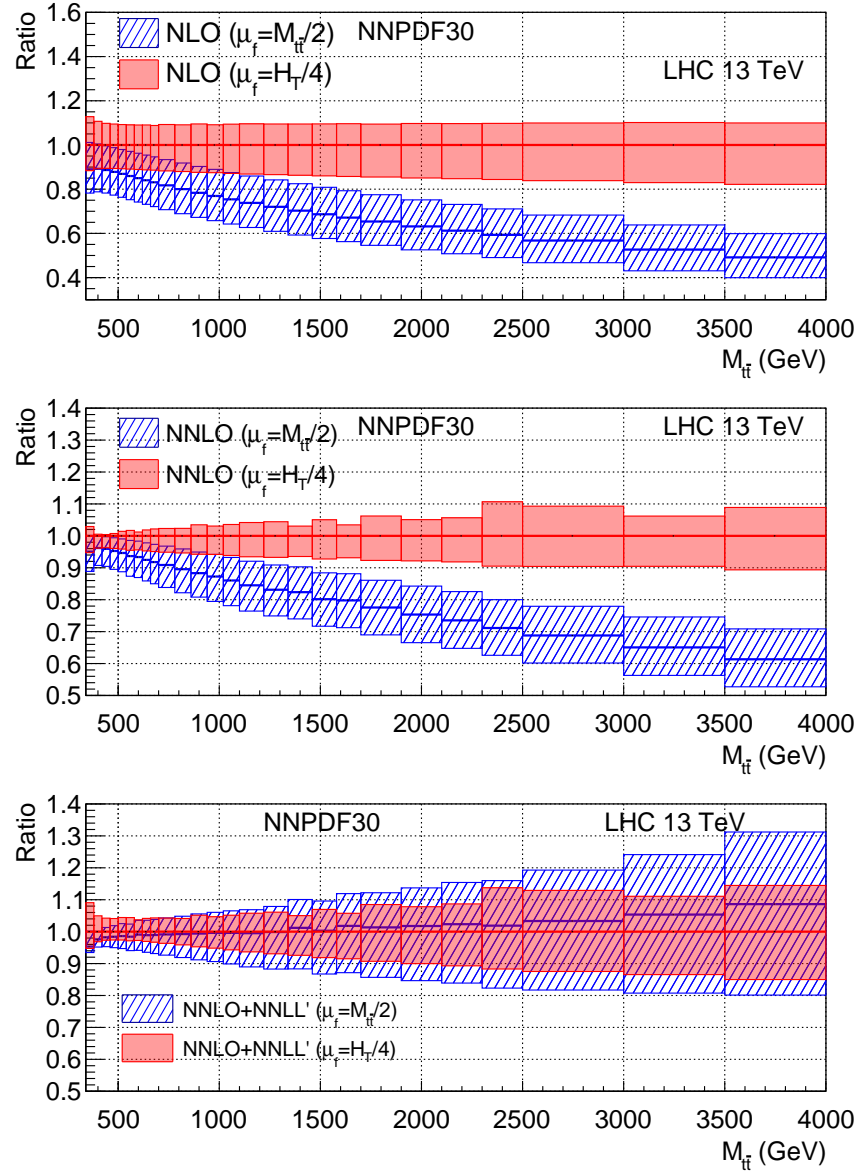 Ratio
1.6
1.4
1.2
1.0
0.8
0.6
0.4
NLO (μf=Mtt̄/2) NNPDF30
NLO (μf=HT/4) LHC 13 TeV
500 1000 1500 2000 2500 3000 3500 4000
Mtt̄ (GeV)
Ratio
1.4
1.3
1.2
1.1
1.0
0.9
0.8
0.7
0.6
0.5
NNLO (μf=Mtt̄/2) NNPDF30 LHC 13 TeV
NNLO (μf=HT/4)
500 1000 1500 2000 2500 3000 3500 4000
Mtt̄ (GeV)
Ratio
1.4
1.3
1.2
1.1
1.0
0.9
0.8
0.7
0.6
0.5
NNPDF30 LHC 13 TeV
NNLO+NNLL' (μf=Mtt̄/2)
NNLO+NNLL' (μf=HT/4)
500 1000 1500 2000 2500 3000 3500 4000
Mtt̄ (GeV)